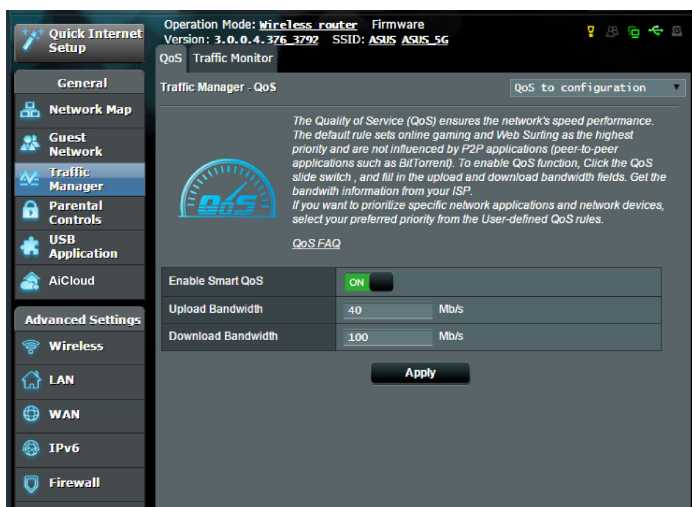 Quick Internet
Setup
Operation Mode: Wireless router Firmware
Version: 3.0.0.4.376_3792 SSID: ASUS ASUS_5G
QoS Traffic Monitor
General
Network Map
Guest
Network
Traffic
Manager
Parental
Controls
USB
Application
AiCloud
Advanced Settings
Wireless
LAN
WAN
IPv6
Firewall
Traffic Manager - QoS
QoS to configuration
QoS
The Quality of Service (QoS) ensures the network's speed performance.
The default rule sets online gaming and Web Surfing as the highest
priority and are not influenced by P2P applications (peer-to-peer
applications such as BitTorrent). To enable QoS function, Click the QoS
slide switch , and fill in the upload and download bandwidth fields. Get the
bandwith information from your ISP.
If you want to prioritize specific network applications and network devices,
select your preferred priority from the User-defined QoS rules.
QoS FAQ
Enable Smart QoS ON
Upload Bandwidth 40 Mb/s
Download Bandwidth 100 Mb/s
Apply